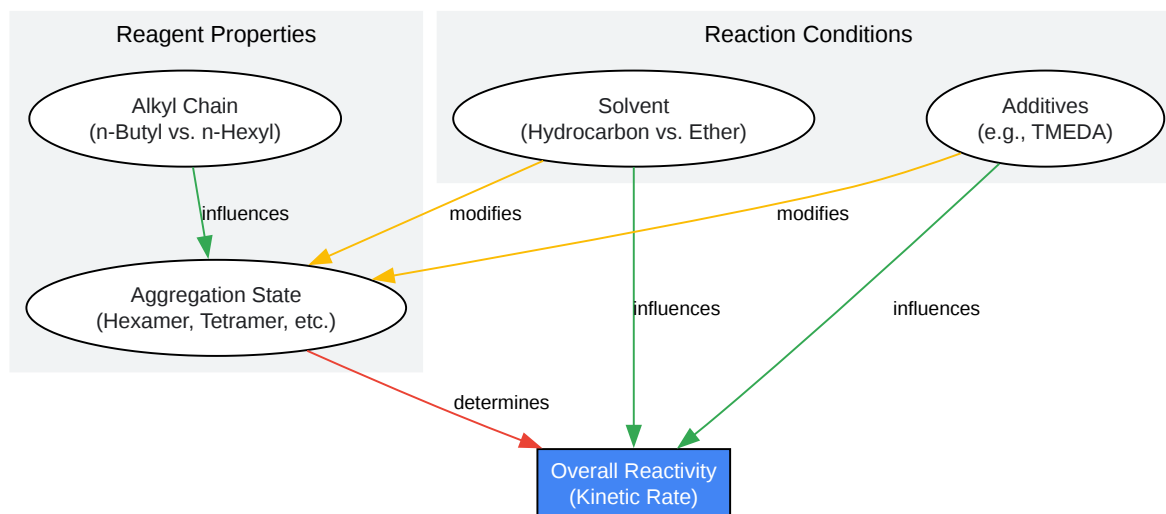 Reagent Properties
Reaction Conditions
Alkyl Chain
(n-Butyl vs. n-Hexyl)
Solvent
(Hydrocarbon vs. Ether)
Additives
(e.g., TMEDA)
influences
modifies
modifies
Aggregation State
(Hexamer, Tetramer, etc.)
influences
influences
determines
Overall Reactivity
(Kinetic Rate)